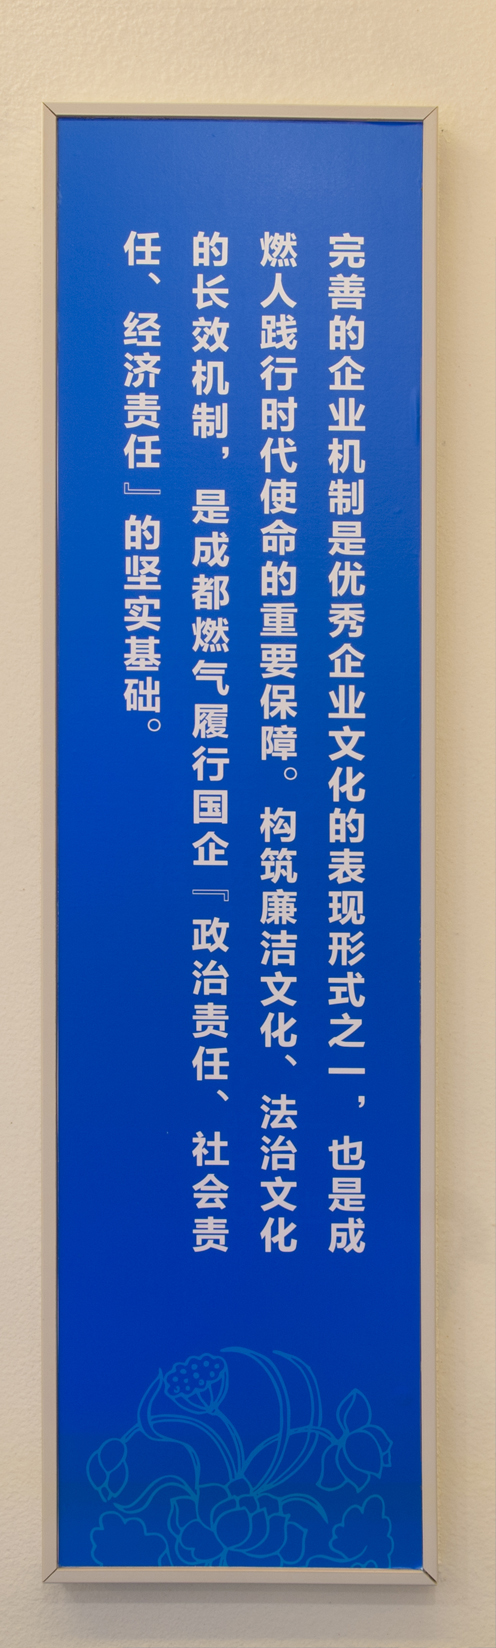 完善的企业机制是优秀企业文化的表现形式之一，也是成
燃人践行时代使命的重要保障。构筑廉洁文化、法治文化
的长效机制，是成都燃气履行国企『政治责任、社会责
任、经济责任』的坚实基础。